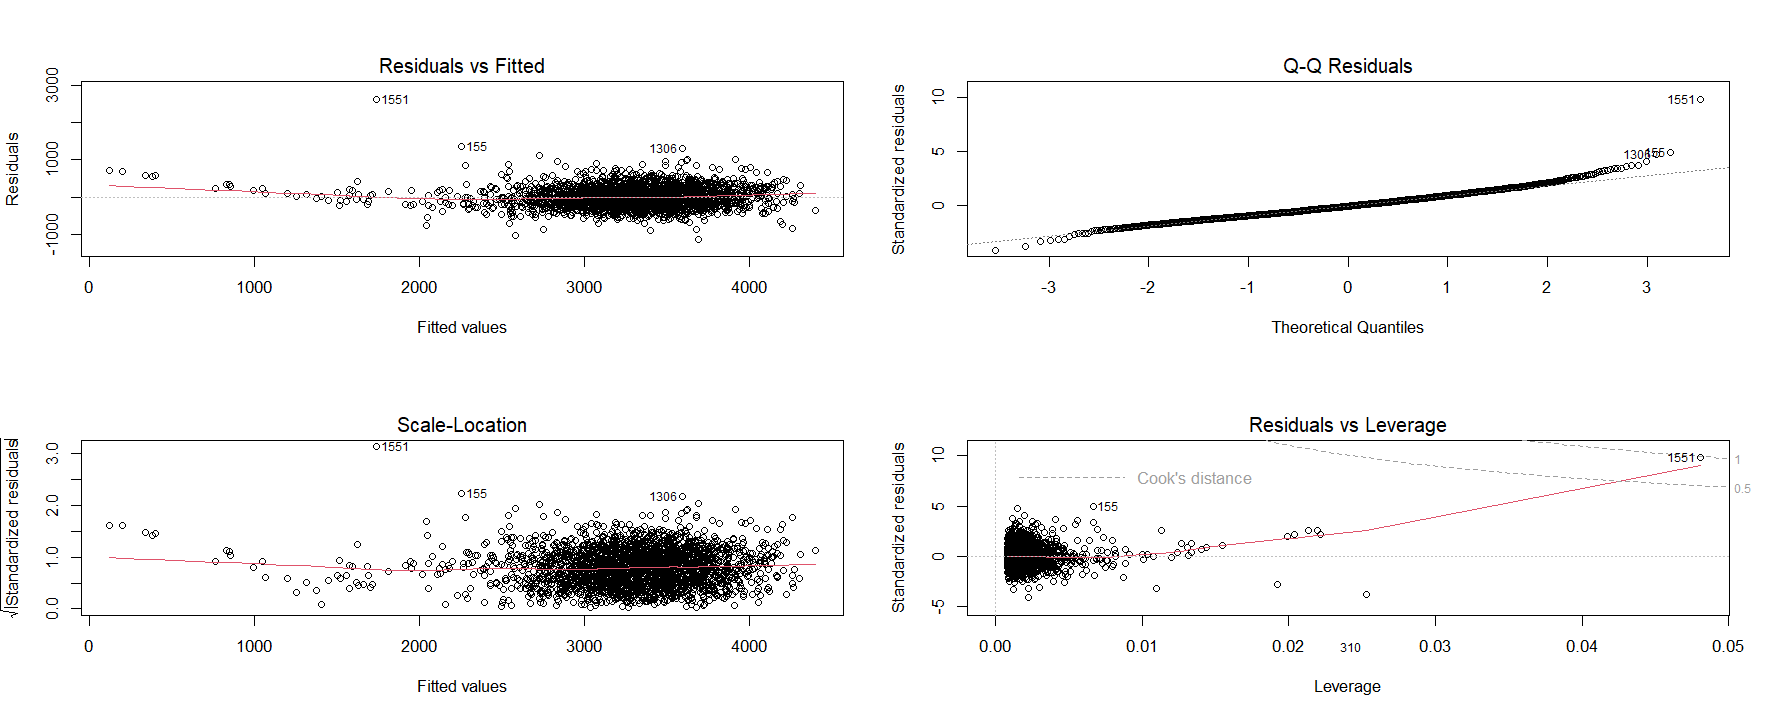 Residuals vs Fitted
Residuals
3000
1000
-1000
1551
155
1306
0 1000 2000 3000 4000
Fitted values
Q-Q Residuals
Standardized residuals
10
5
0
1551
155
1306
-3 -2 -1 0 1 2 3
Theoretical Quantiles
Scale-Location
√|Standardized residuals|
3.0
2.0
1.0
0.0
1551
155
1306
0 1000 2000 3000 4000
Fitted values
Residuals vs Leverage
Standardized residuals
10
5
0
-5
Cook's distance
1551
155
1
0.5
0.00 0.01 0.02 310 0.03 0.04 0.05
Leverage